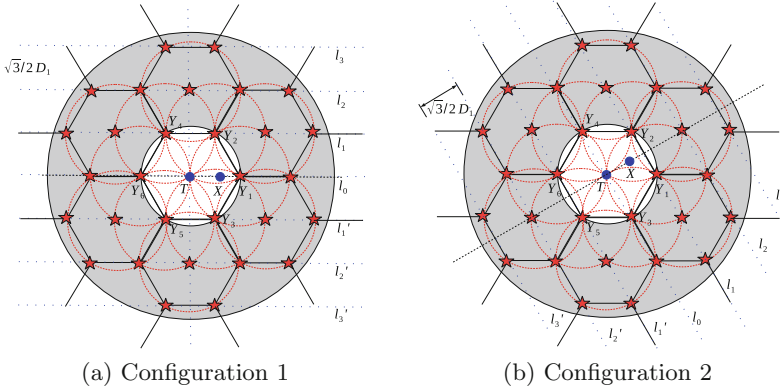 l₃
√3/2 D₁
l₂
Y₄
Y₂
l₁
Y₆
T
X
Y₁
l₀
Y₅
Y₃
l₁'
l₂'
l₃'
(a) Configuration 1
√3/2 D₁
Y₂
Y₆
T
X
Y₁
l
Y₅
Y₃
l₂
l₁
l₀
l₁'
l₂'
l₃'
(b) Configuration 2